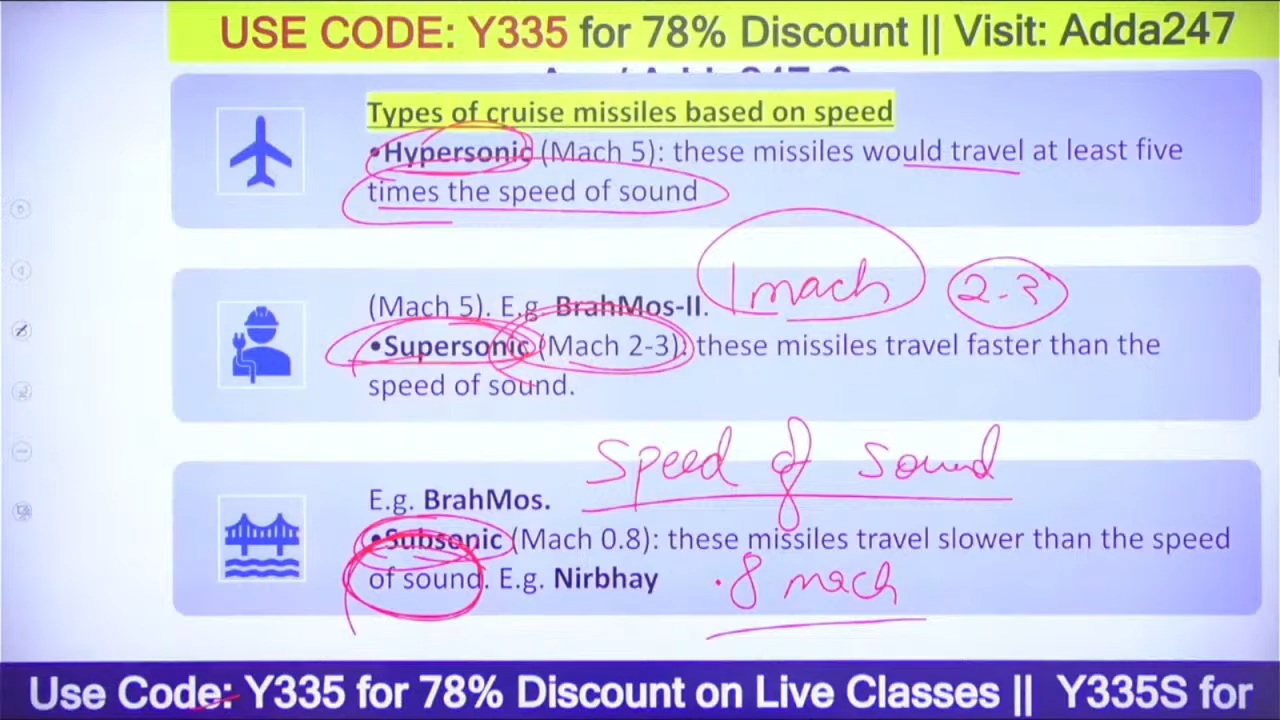 USE CODE: Y335 for 78% Discount || Visit: Adda247
Types of cruise missiles based on speed
•Hypersonic (Mach 5): these missiles would travel at least five
times the speed of sound
1 mach
2-3
(Mach 5). E.g. BrahMos-II.
•Supersonic (Mach 2-3): these missiles travel faster than the
speed of sound.
Speed of sound
E.g. BrahMos.
•Subsonic (Mach 0.8): these missiles travel slower than the speed
of sound. E.g. Nirbhay
.8 mach
Use Code: Y335 for 78% Discount on Live Classes || Y335S for